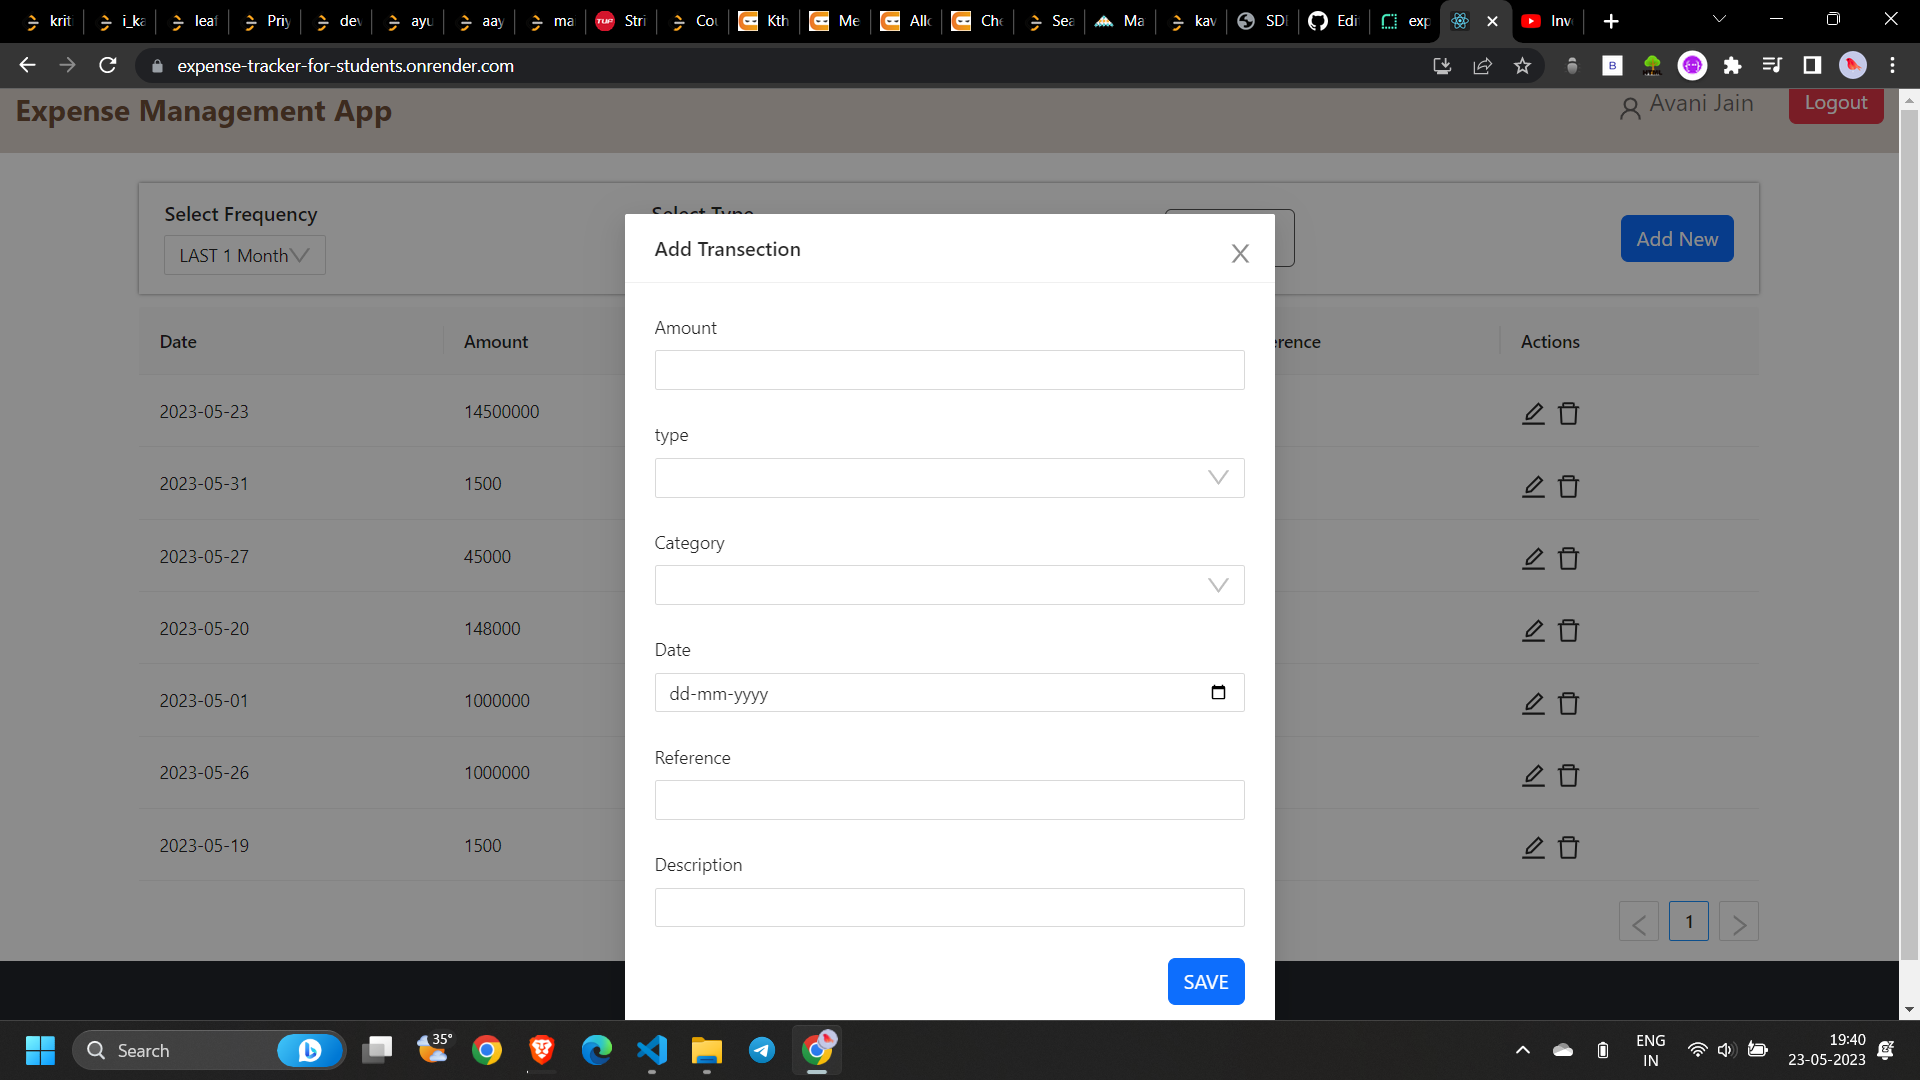 krit
i_ka
leaf
Priy
dev
ayu
aay
ma
TUF
Stri
Cou
Kth
Me
Allo
Che
Sea
Ma
kav
SDI
Edit
exp
Inv
expense-tracker-for-students.onrender.com
B
Expense Management App
Avani Jain
Logout
Select Frequency
LAST 1 Month
Select Type
Add New
Add Transection
Date
Amount
erence
Actions
2023-05-23
14500000
2023-05-31
1500
2023-05-27
45000
2023-05-20
148000
2023-05-01
1000000
2023-05-26
1000000
2023-05-19
1500
Amount
type
Category
Date
dd-mm-yyyy
Reference
Description
SAVE
1
Search
35°
ENG
IN
19:40
23-05-2023